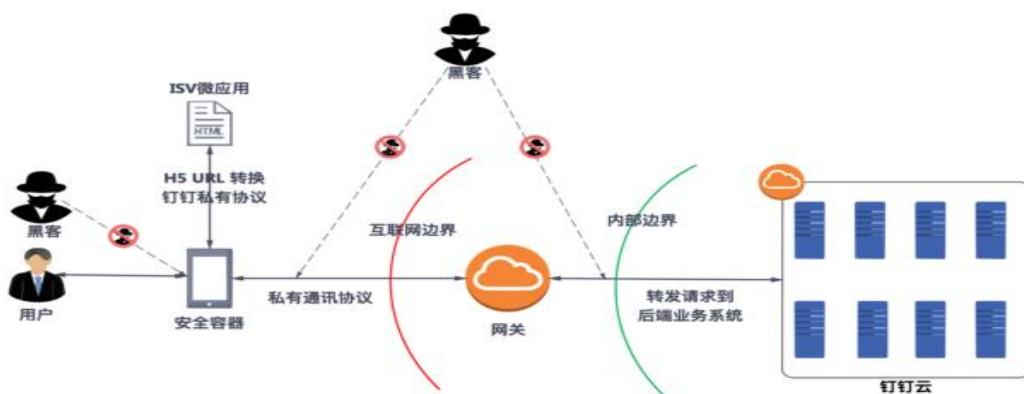 黑客
ISV微应用
HTML
H5 URL 转换
钉钉私有协议
黑客
用户
安全容器
私有通讯协议
互联网边界
网关
内部边界
转发请求到
后端业务系统
钉钉云